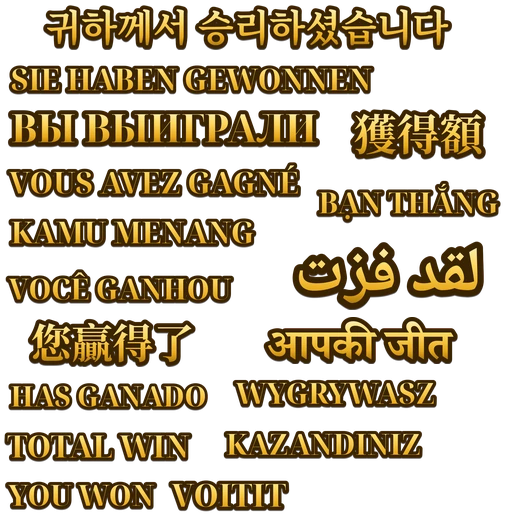 귀하께서 승리하셨습니다
SIE HABEN GEWONNEN
ВЫ ВЫИГРАЛИ
獲得額
VOUS AVEZ GAGNÉ
BẠN THẮNG
KAMU MENANG
لقد فزت
VOCÊ GANHOU
您贏得了
आपकी जीत
HAS GANADO
WYGRYWASZ
TOTAL WIN
KAZANDINIZ
YOU WON
VOITIT